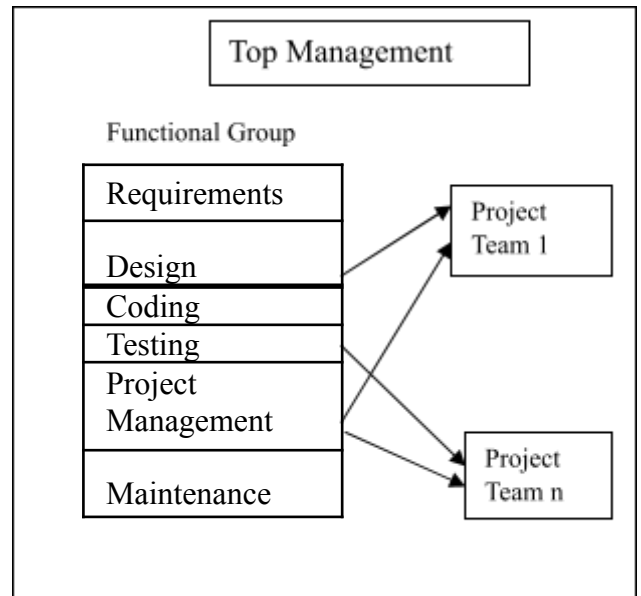 Top Management
Functional Group
Requirements
Design
Coding
Testing
Project
Management
Maintenance
Project
Team 1
Project
Team n